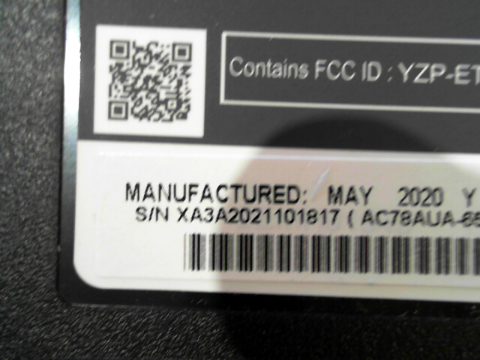 Contains FCC ID : YZP-ET
MANUFACTURED: MAY 2020 Y
S/N XA3A2021101817 ( AC78AUA-65